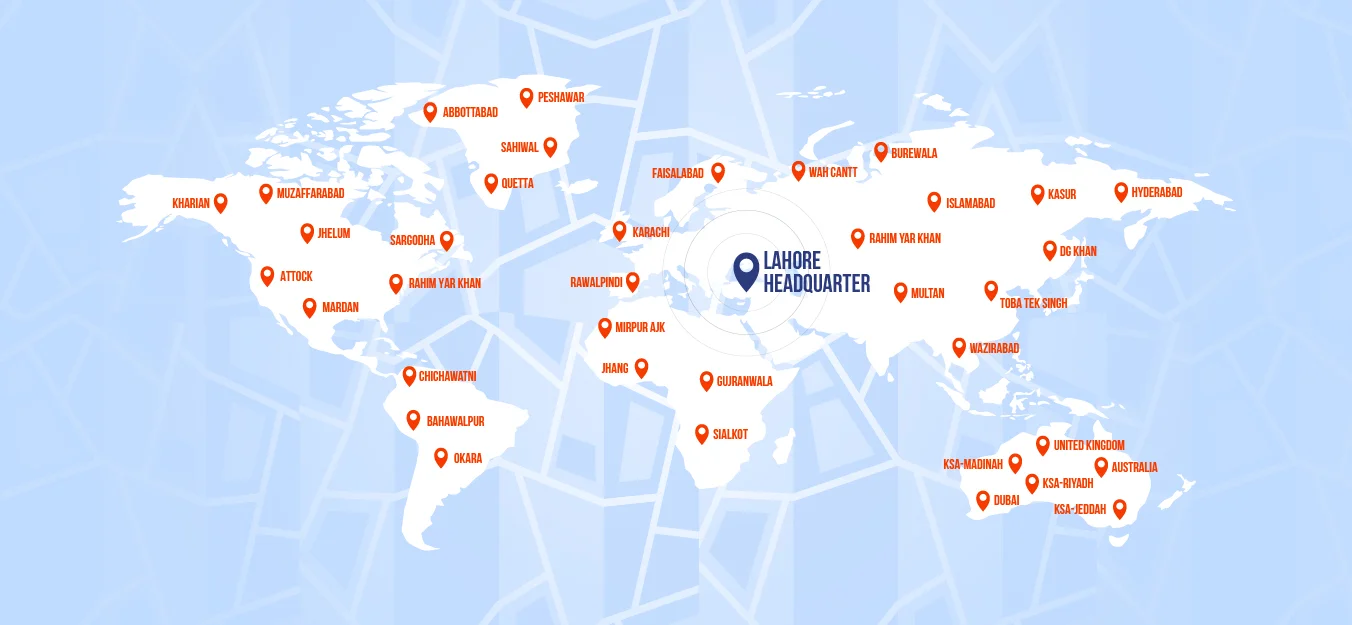 PESHAWAR
ABBOTTABAD
SAHIWAL
BUREWALA
FAISALABAD
WAH CANTT
QUETTA
MUZAFFARABAD
HYDERABAD
KASUR
KHARIAN
ISLAMABAD
JHELUM
KARACHI
SARGODHA
RAHIM YAR KHAN
DG KHAN
LAHORE
HEADQUARTER
ATTOCK
RAWALPINDI
RAHIM YAR KHAN
MULTAN
TOBA TEK SINGH
MARDAN
MIRPUR AJK
WAZIRABAD
JHANG
CHICHAWATNI
GUJRANWALA
BAHAWALPUR
SIALKOT
UNITED KINGDOM
OKARA
KSA-MADINAH
AUSTRALIA
KSA-RIYADH
DUBAI
KSA-JEDDAH